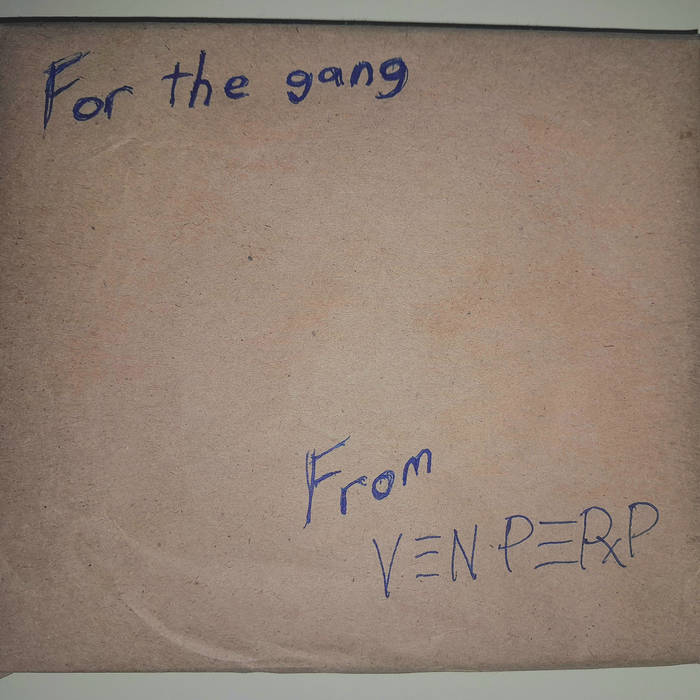 For the gang
From
VΞN PΞRxP